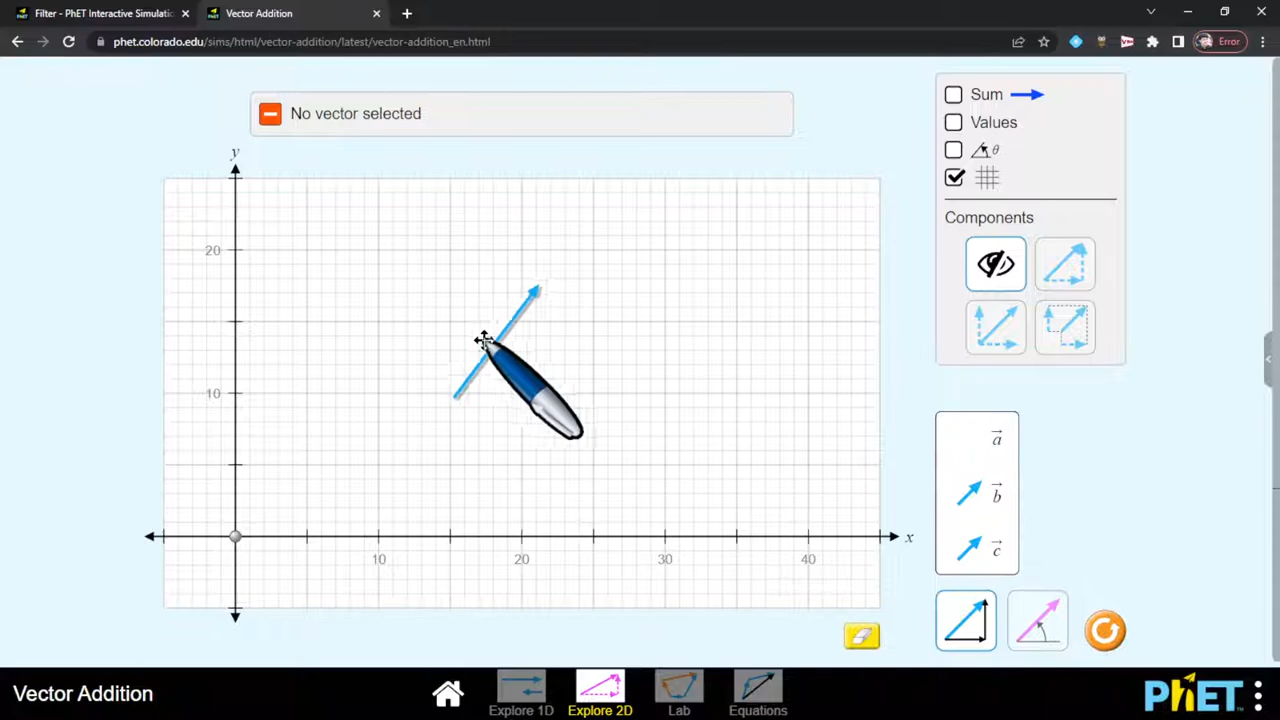 Filter - PhET Interactive Simulatio
Vector Addition
phet.colorado.edu/sims/html/vector-addition/latest/vector-addition_en.html
Error
No vector selected
Sum
Values
θ
Components
y
20
10
10
20
30
40
x
a
b
c
Vector Addition
Explore 1D
Explore 2D
Lab
Equations
PhET